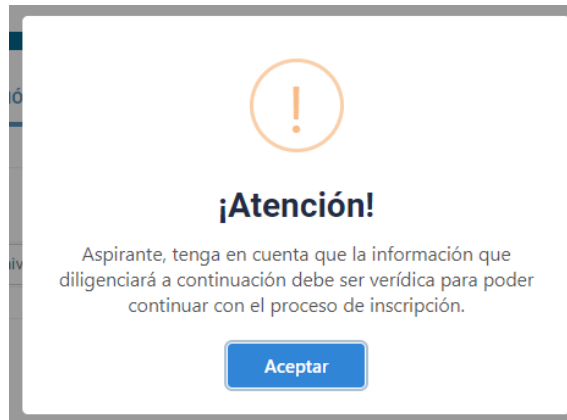 ¡Atención!
Aspirante, tenga en cuenta que la información que
diligenciará a continuación debe ser verídica para poder
continuar con el proceso de inscripción.
Aceptar